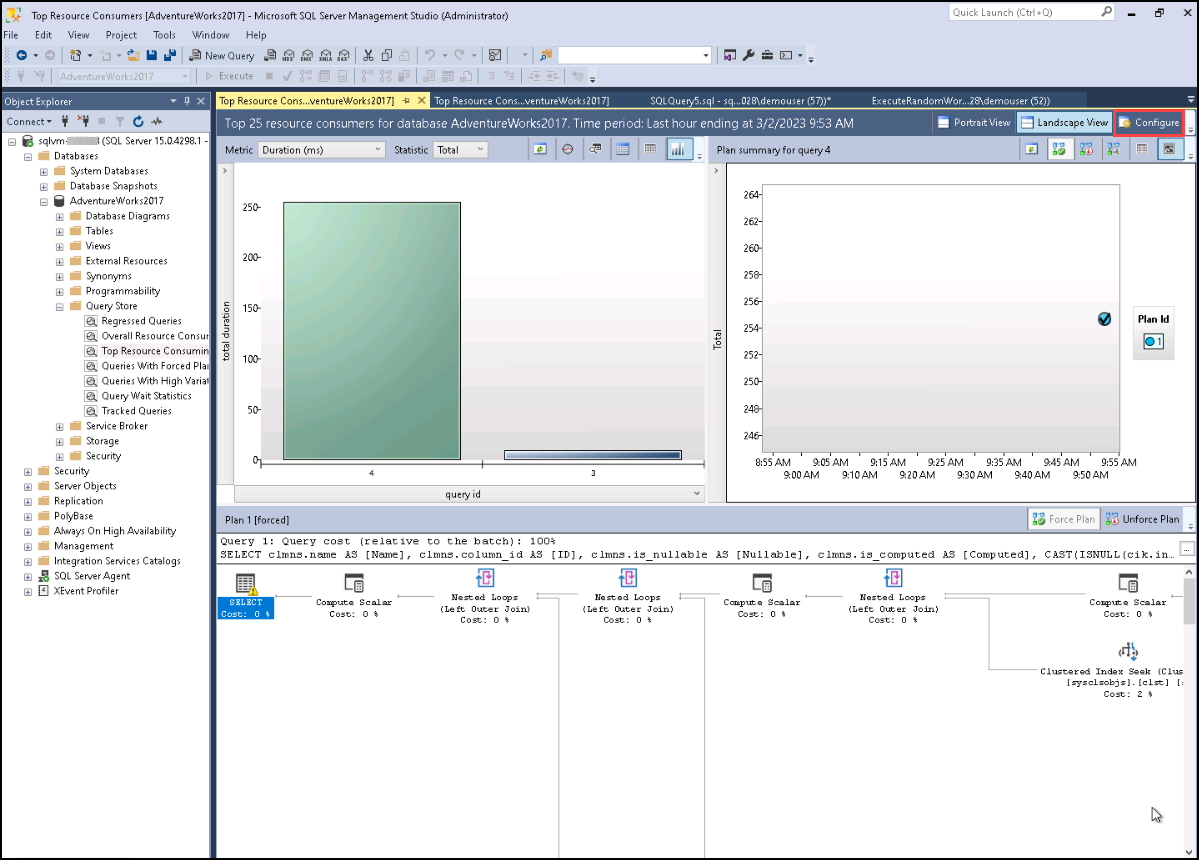 Top Resource Consumers [AdventureWorks2017] - Microsoft SQL Server Management Studio (Administrator)
Quick Launch (Ctrl+Q)
File Edit View Project Tools Window Help
New Query MDX DMX XMLA DAX
AdventureWorks2017 Execute
Object Explorer
Top Resource Cons...ventureWorks2017] Top Resource Cons...ventureWorks2017] SQLQuery5.sql - sq...028\demouser (57))* ExecuteRandomWor...28\demouser (52))
Connect
Top 25 resource consumers for database AdventureWorks2017. Time period: Last hour ending at 3/2/2023 9:53 AM
Portrait View Landscape View Configure
sqlvm- (SQL Server 15.0.4298.1 -
Databases
System Databases
Database Snapshots
AdventureWorks2017
Database Diagrams
Tables
Views
External Resources
Synonyms
Programmability
Query Store
Regressed Queries
Overall Resource Consum
Top Resource Consumin
Queries With Forced Plan
Queries With High Variat
Query Wait Statistics
Tracked Queries
Service Broker
Storage
Security
Security
Server Objects
Replication
PolyBase
Always On High Availability
Management
Integration Services Catalogs
SQL Server Agent
XEvent Profiler
Metric Duration (ms) Statistic Total
250
200
150
100
50
0
total duration
4 3
query id
Plan summary for query 4
264
262
260
258
256
254
252
250
248
246
Total
8:55 AM 9:05 AM 9:15 AM 9:25 AM 9:35 AM 9:45 AM 9:55 AM
9:00 AM 9:10 AM 9:20 AM 9:30 AM 9:40 AM 9:50 AM
Plan Id
1
Plan 1 [forced]
Force Plan Unforce Plan
Query 1: Query cost (relative to the batch): 100%
SELECT clmns.name AS [Name], clmns.column_id AS [ID], clmns.is_nullable AS [Nullable], clmns.is_computed AS [Computed], CAST(ISNULL(cik.in...
...
SELECT
Cost: 0 %
Compute Scalar
Cost: 0 %
Nested Loops
(Left Outer Join)
Cost: 0 %
Nested Loops
(Left Outer Join)
Cost: 0 %
Compute Scalar
Cost: 0 %
Nested Loops
(Left Outer Join)
Cost: 0 %
Compute Scalar
Cost: 0 %
Clustered Index Seek (Clus
[sysclsobjs].[clst] [
Cost: 2 %